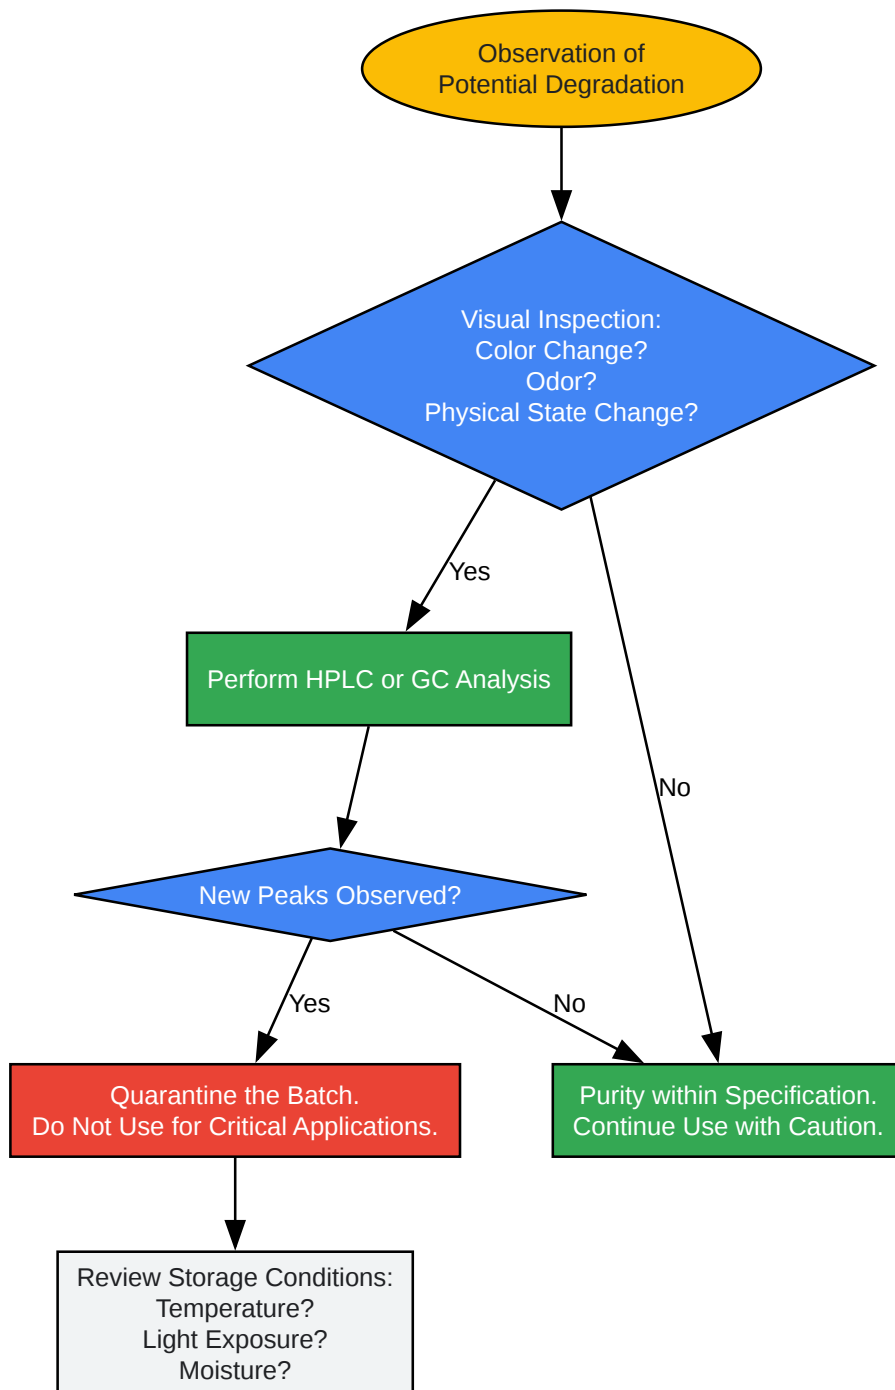 Observation of
Potential Degradation
Visual Inspection:
Color Change?
Odor?
Physical State Change?
Yes
Perform HPLC or GC Analysis
No
New Peaks Observed?
Yes
No
Quarantine the Batch.
Do Not Use for Critical Applications.
Purity within Specification.
Continue Use with Caution.
Review Storage Conditions:
Temperature?
Light Exposure?
Moisture?